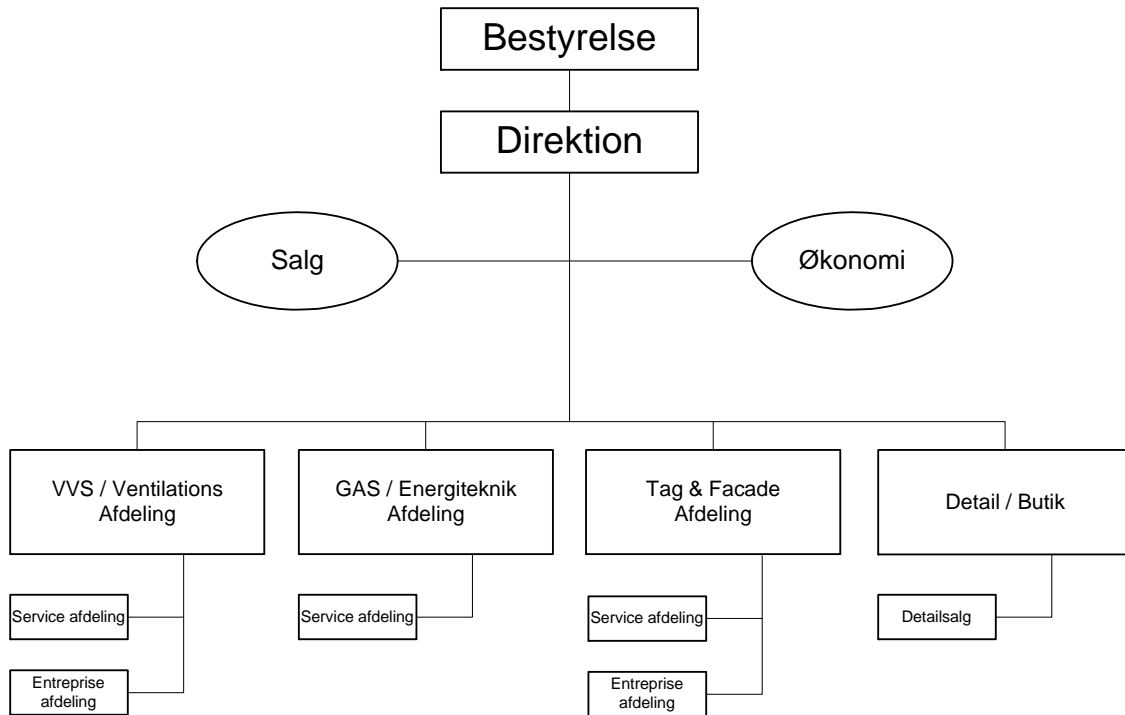 Bestyrelse
Direktion
Salg
Økonomi
VVS / Ventilations
Afdeling
GAS / Energiteknik
Afdeling
Tag & Facade
Afdeling
Detail / Butik
Service afdeling
Service afdeling
Service afdeling
Detailsalg
Entreprise
afdeling
Entreprise
afdeling